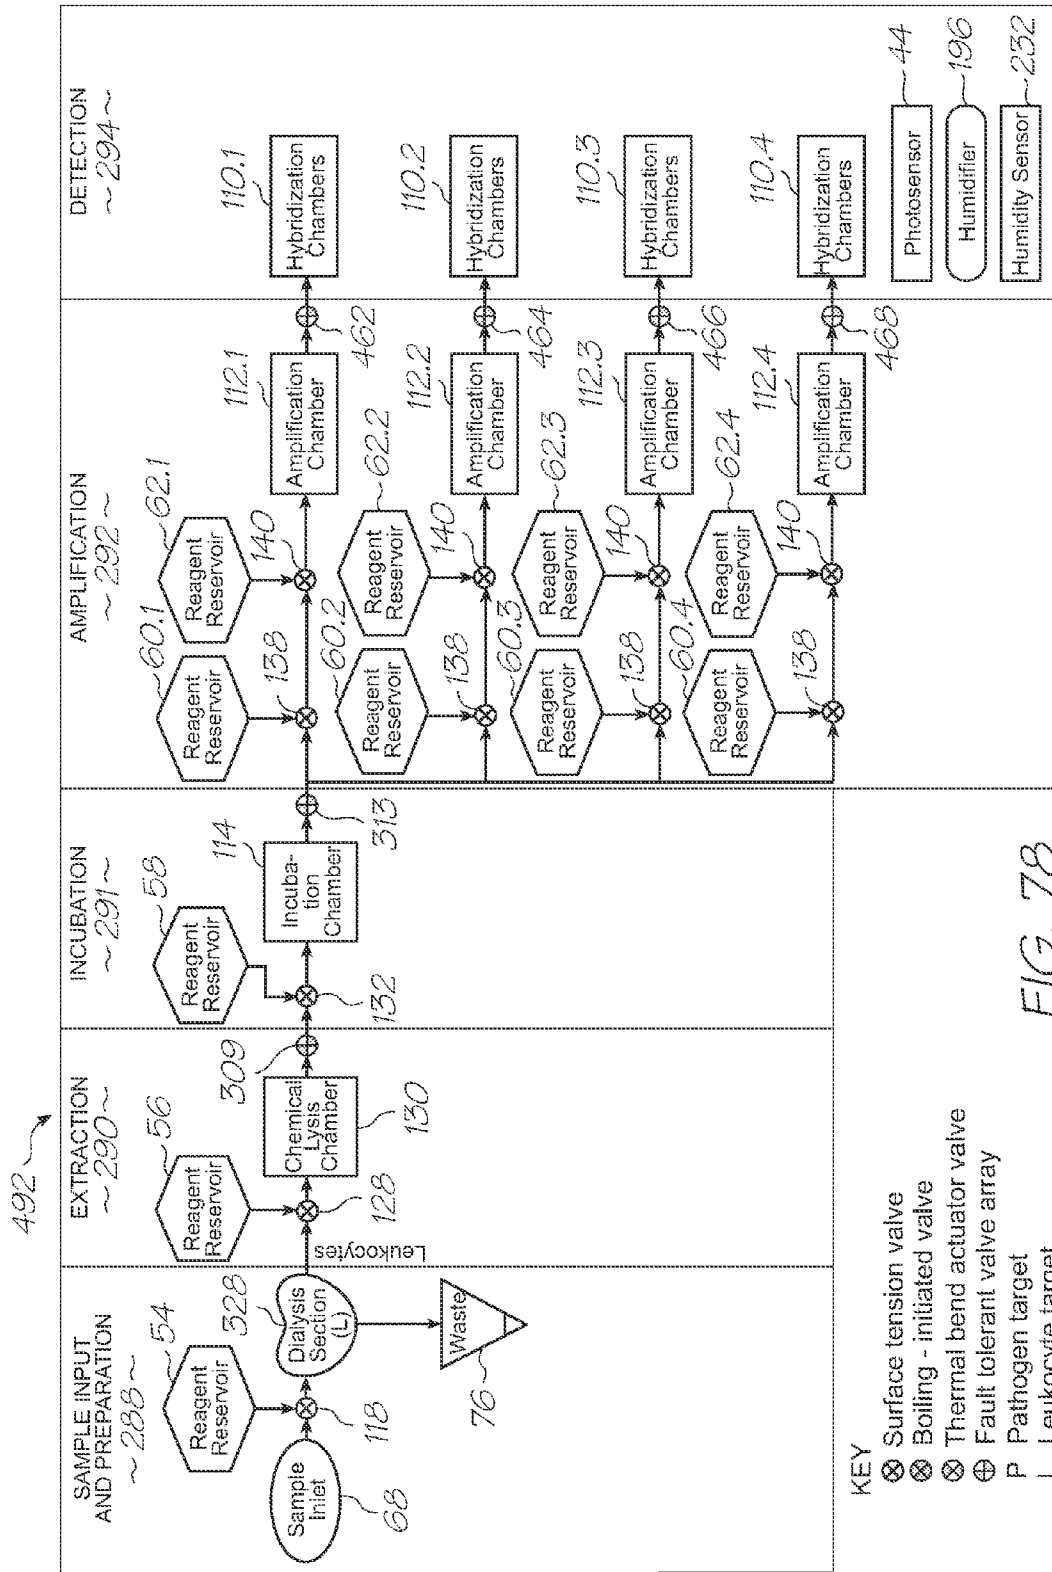 492
SAMPLE INPUT
AND PREPARATION
~288~
EXTRACTION
~290~
INCUBATION
~291~
AMPLIFICATION
~292~
DETECTION
~294~
54
Reagent
Reservoir
Sample
Inlet
68
118
328
Dialysis
Section
(L)
Waste
76
Leukocytes
56
Reagent
Reservoir
128
Chemical
Lysis
Chamber
130
309
58
Reagent
Reservoir
132
114
Incuba-
tion
Chamber
313
60.1
Reagent
Reservoir
138
62.1
Reagent
Reservoir
140
112.1
Amplification
Chamber
462
110.1
Hybridization
Chambers
60.2
Reagent
Reservoir
138
62.2
Reagent
Reservoir
140
112.2
Amplification
Chamber
464
110.2
Hybridization
Chambers
60.3
Reagent
Reservoir
138
62.3
Reagent
Reservoir
140
112.3
Amplification
Chamber
466
110.3
Hybridization
Chambers
60.4
Reagent
Reservoir
138
62.4
Reagent
Reservoir
140
112.4
Amplification
Chamber
468
110.4
Hybridization
Chambers
Photosensor
44
Humidifier
196
Humidity Sensor
232
KEY
Surface tension valve
Boiling - initiated valve
Thermal bend actuator valve
Fault tolerant valve array
P Pathogen target
L Leukocyte target
FIG. 78